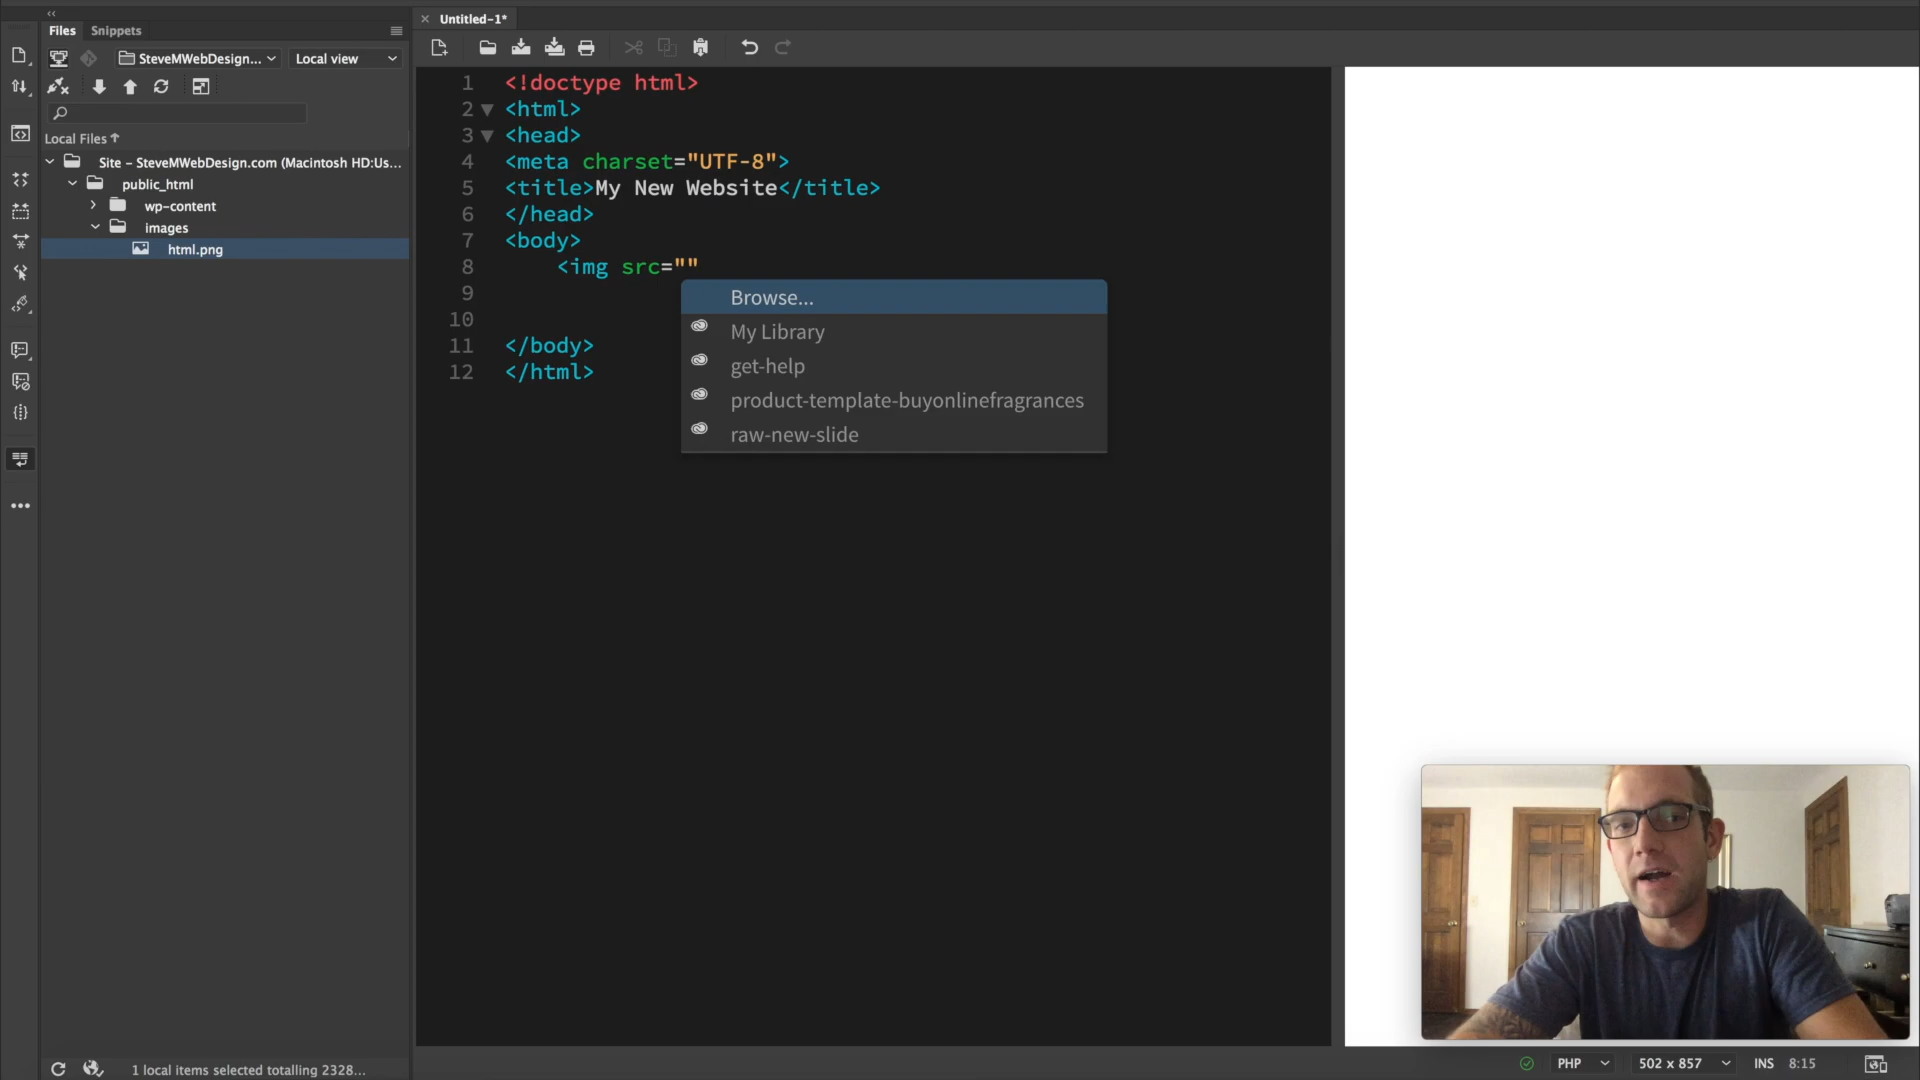 Files Snippets
SteveMWebDesign... Local view
Local Files
Site - SteveMWebDesign.com (Macintosh HD:Us...
public_html
wp-content
images
html.png
1 local items selected totalling 2328...
Untitled-1*
1 <!doctype html>
2 <html>
3 <head>
4 <meta charset="UTF-8">
5 <title>My New Website</title>
6 </head>
7 <body>
8 <img src=""
9
10
11 </body>
12 </html>
Browse...
My Library
get-help
product-template-buyonlinefragrances
raw-new-slide
PHP 502 x 857 INS 8:15